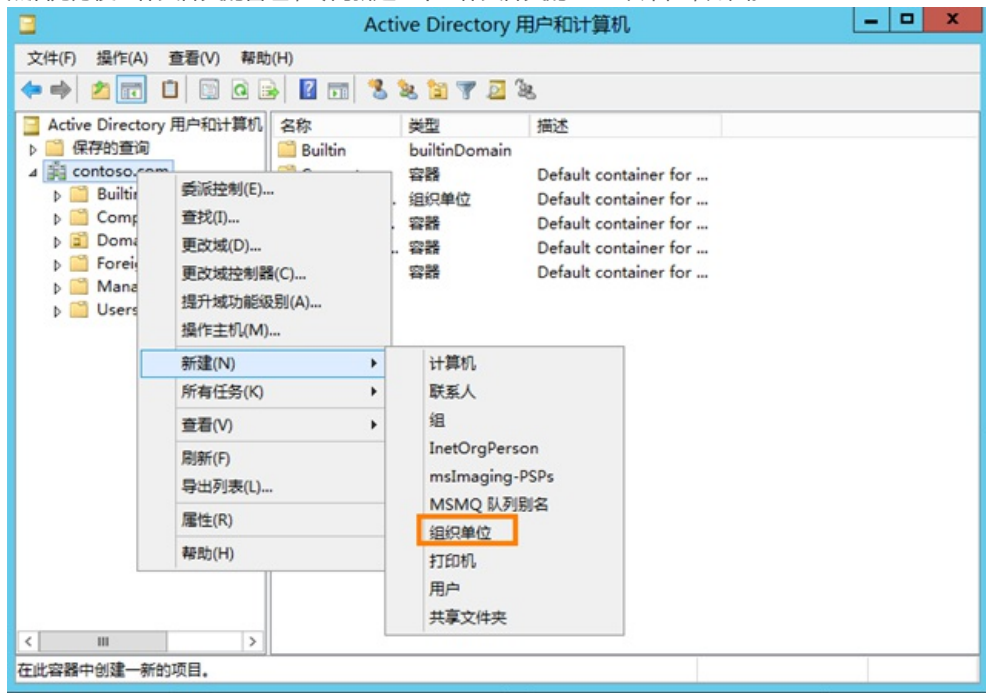 Active Directory 用户和计算机
文件(F) 操作(A) 查看(V) 帮助(H)
Active Directory 用户和计算机
保存的查询
contoso.com
Builtin
Comp
Doma
Forei
Mana
Users
名称 类型 描述
Builtin builtinDomain
容器 Default container for ...
组织单位 Default container for ...
容器 Default container for ...
容器 Default container for ...
容器 Default container for ...
委派控制(E)...
查找(I)...
更改域(D)...
更改域控制器(C)...
提升域功能级别(A)...
操作主机(M)...
新建(N)
所有任务(K)
查看(V)
刷新(F)
导出列表(L)...
属性(R)
帮助(H)
计算机
联系人
组
InetOrgPerson
msImaging-PSPs
MSMQ 队列别名
组织单位
打印机
用户
共享文件夹
在此容器中创建一新的项目。